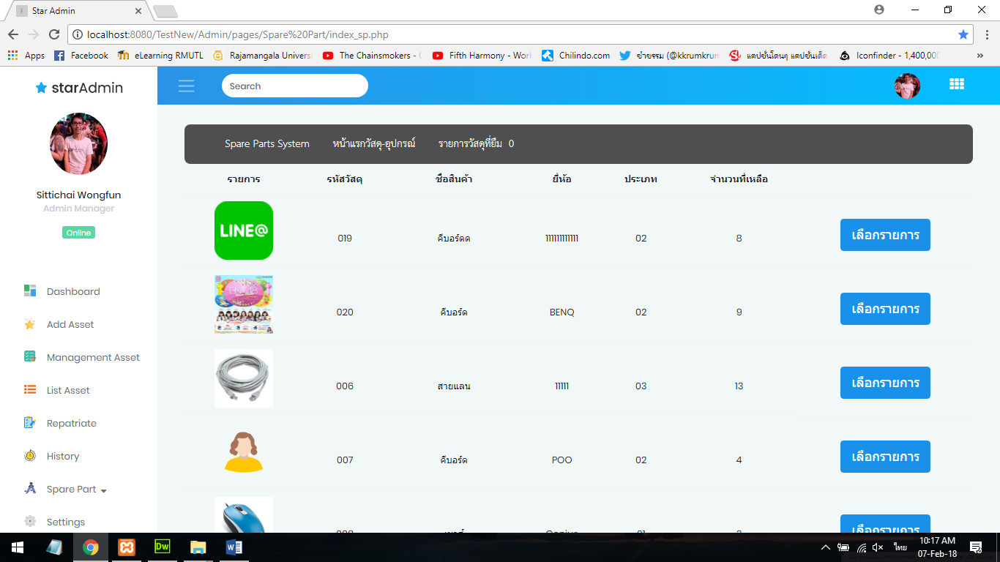 Star Admin
localhost:8080/TestNew/Admin/pages/Spare%20Part/index_sp.php
Apps Facebook eLearning RMUTL Rajamangala Univers The Chainsmokers - Fifth Harmony - Work Chilindo.com ขำขรรม (@kkrumkrum แคปชั่นโดนๆ แคปชั่นเด็ด Iconfinder - 1,400,000 »
starAdmin
Search
Sittichai Wongfun
Admin Manager
Online
Dashboard
Add Asset
Management Asset
List Asset
Repatriate
History
Spare Part
Settings
Spare Parts System หน้าแรกวัสดุ-อุปกรณ์ รายการวัสดุที่ยืม 0
รายการ รหัสวัสดุ ชื่อสินค้า ยี่ห้อ ประเภท จำนวนที่เหลือ
LINE@ 019 คีบอร์ดด 111111111111 02 8 เลือกรายการ
020 คีบอร์ด BENQ 02 9 เลือกรายการ
006 สายแลน 11111 03 13 เลือกรายการ
007 คีบอร์ด POO 02 4 เลือกรายการ
เลือกรายการ
Dw
ไทย
10:17 AM
07-Feb-18